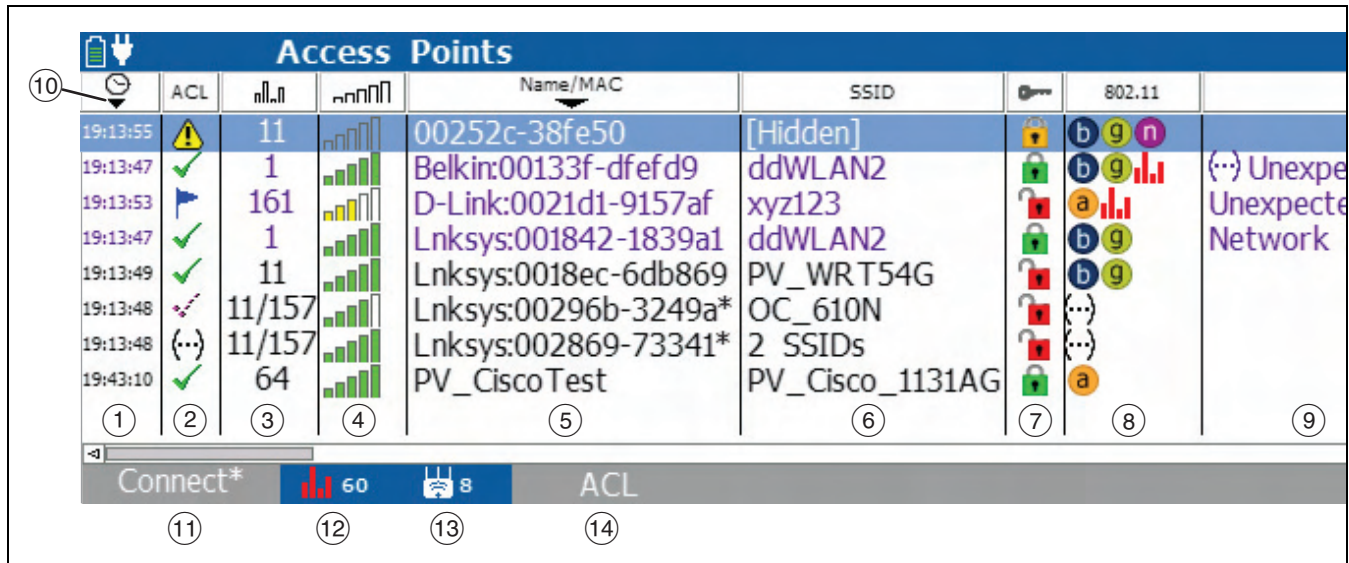 Access Points
⑩ ACL Name/MAC SSID 802.11
19:13:55 11 00252c-38fe50 [Hidden] b g n
19:13:47 1 Belkin:00133f-dfefd9 ddWLAN2 b g (··) Unexpe
19:13:53 161 D-Link:0021d1-9157af xyz123 a Unexpecte
19:13:47 1 Lnksys:001842-1839a1 ddWLAN2 b g Network
19:13:49 11 Lnksys:0018ec-6db869 PV_WRT54G b g
19:13:48 11/157 Lnksys:00296b-3249a* OC_610N (··)
19:13:48 (··) 11/157 Lnksys:002869-73341* 2 SSIDs (··)
19:43:10 64 PV_CiscoTest PV_Cisco_1131AG a
① ② ③ ④ ⑤ ⑥ ⑦ ⑧ ⑨
Connect* 60 8 ACL
⑪ ⑫ ⑬ ⑭